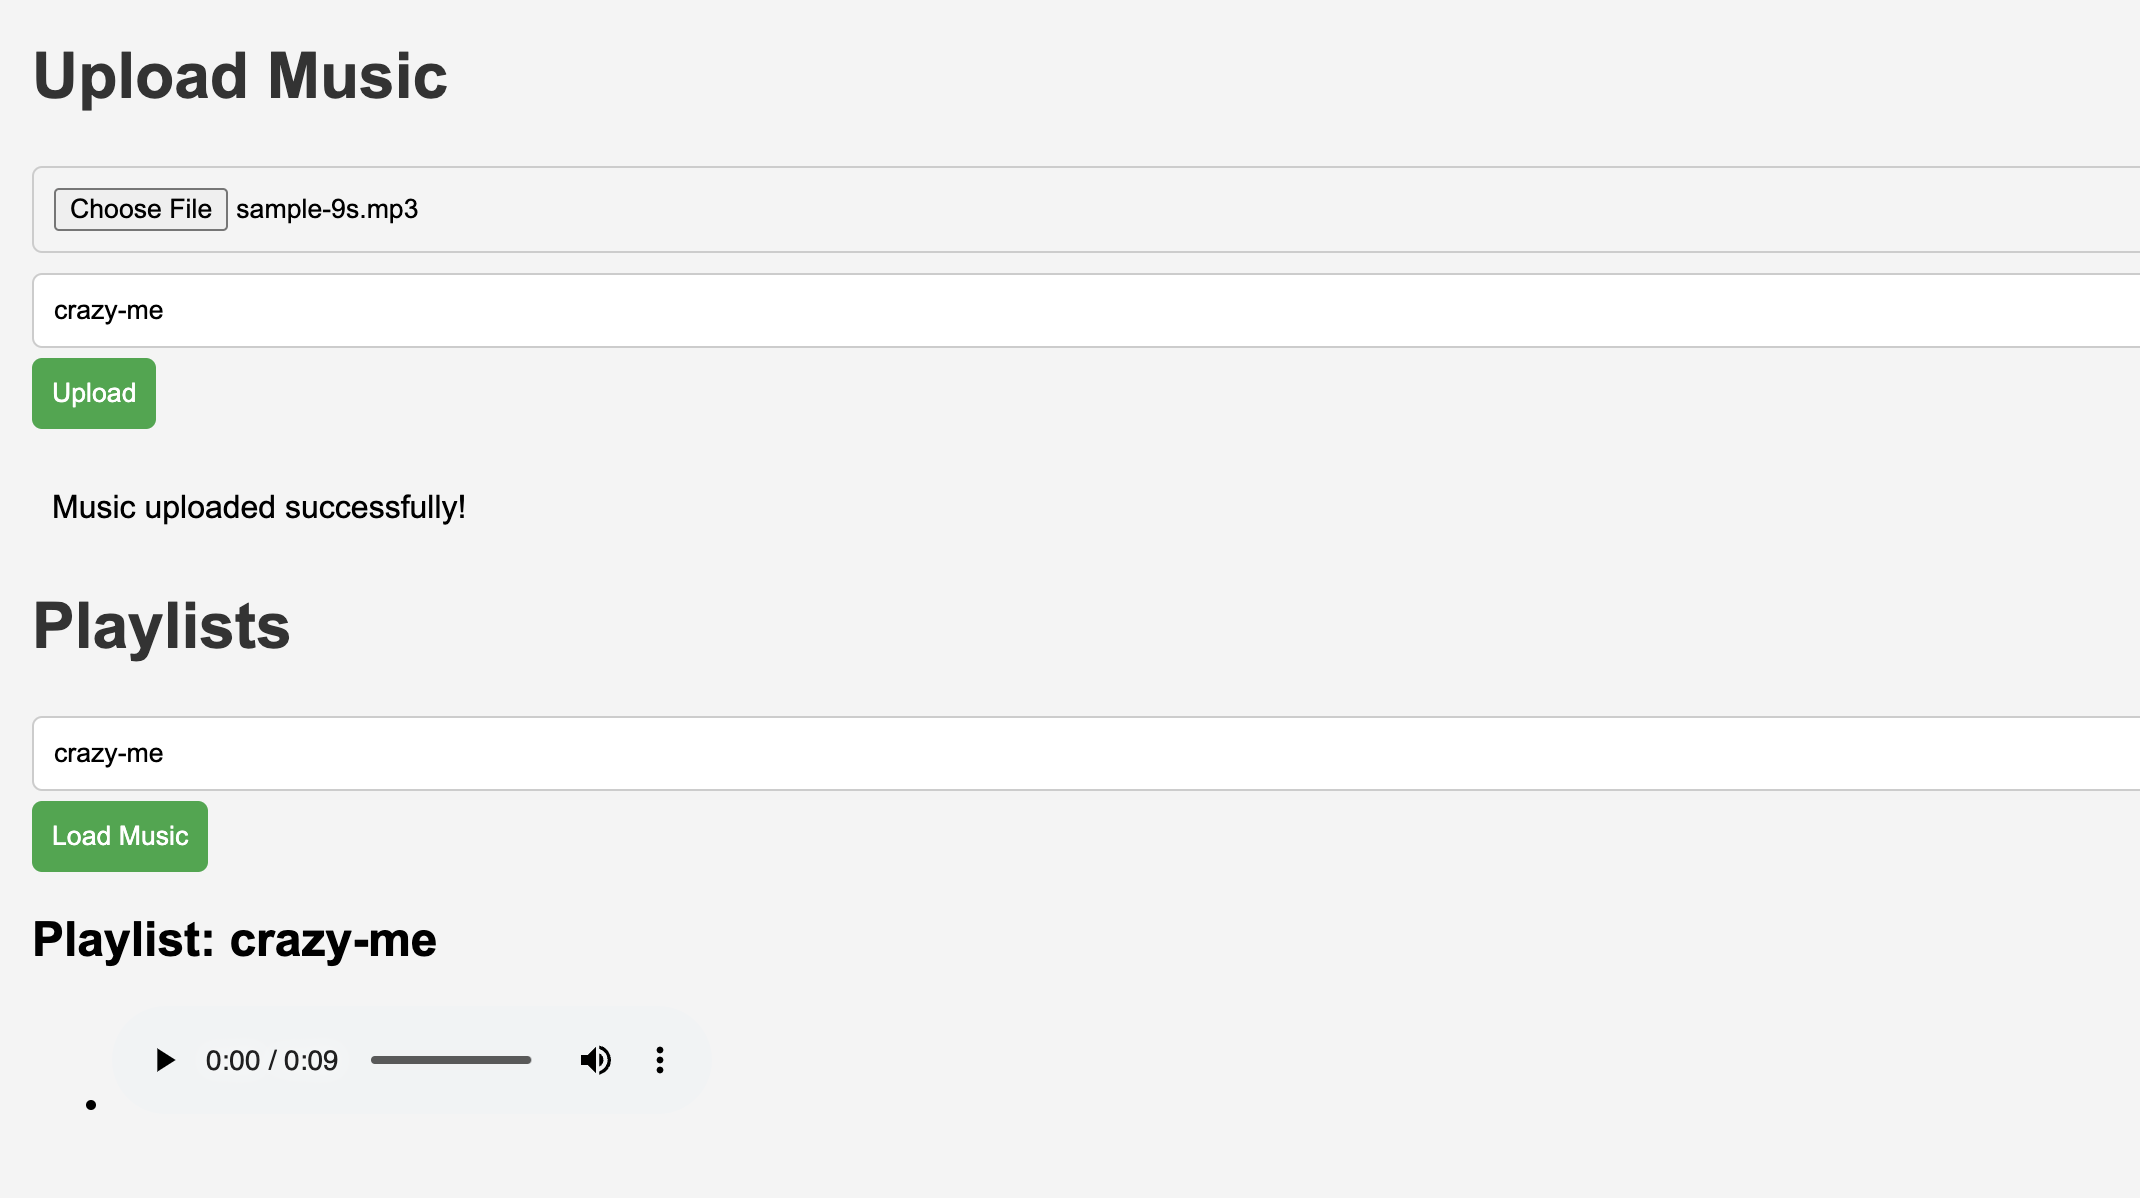 Upload Music
Choose File sample-9s.mp3
crazy-me
Upload
Music uploaded successfully!
Playlists
crazy-me
Load Music
Playlist: crazy-me
0:00 / 0:09